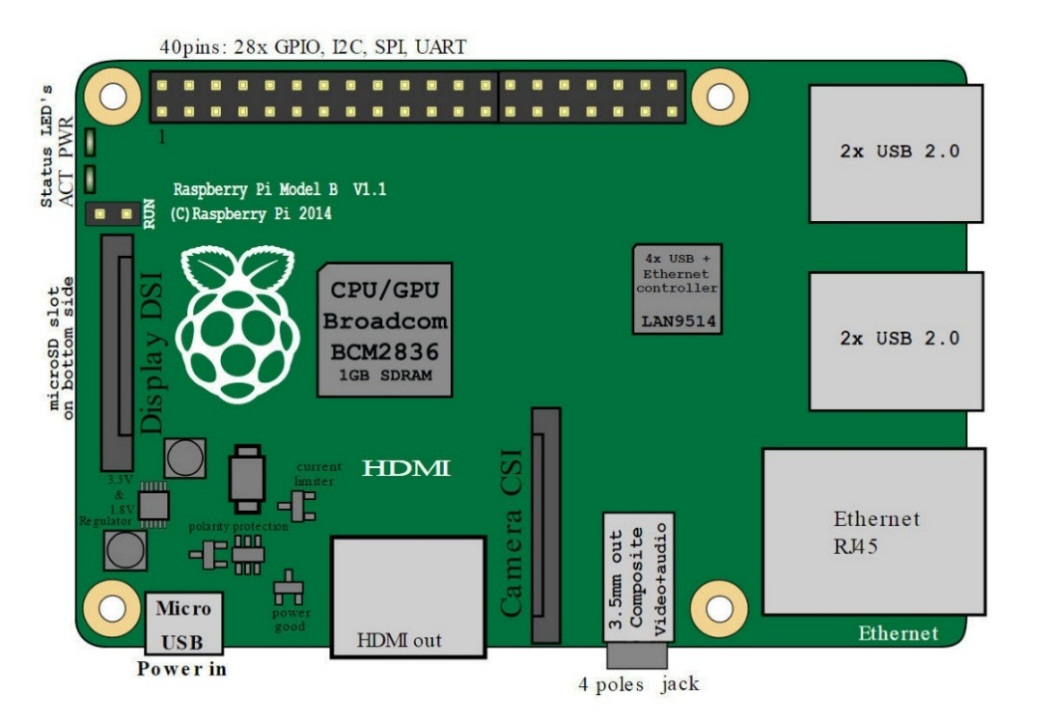 40pins: 28x GPIO, I2C, SPI, UART
Status LED's
ACT PWR
1
Raspberry Pi Model B V1.1
(C)Raspberry Pi 2014
RUN
2x USB 2.0
microSD slot
on bottom side
Display DSI
CPU/GPU
Broadcom
BCM2836
1GB SDRAM
4x USB +
Ethernet
controller
LAN9514
2x USB 2.0
HDMI
current
limiter
Camera CSI
3.3V
&
1.8V
Regulator
polarity protection
Ethernet
RJ45
3.5mm out
Composite
Video+audio
power
good
Micro
USB
HDMI out
Ethernet
Power in
4 poles jack